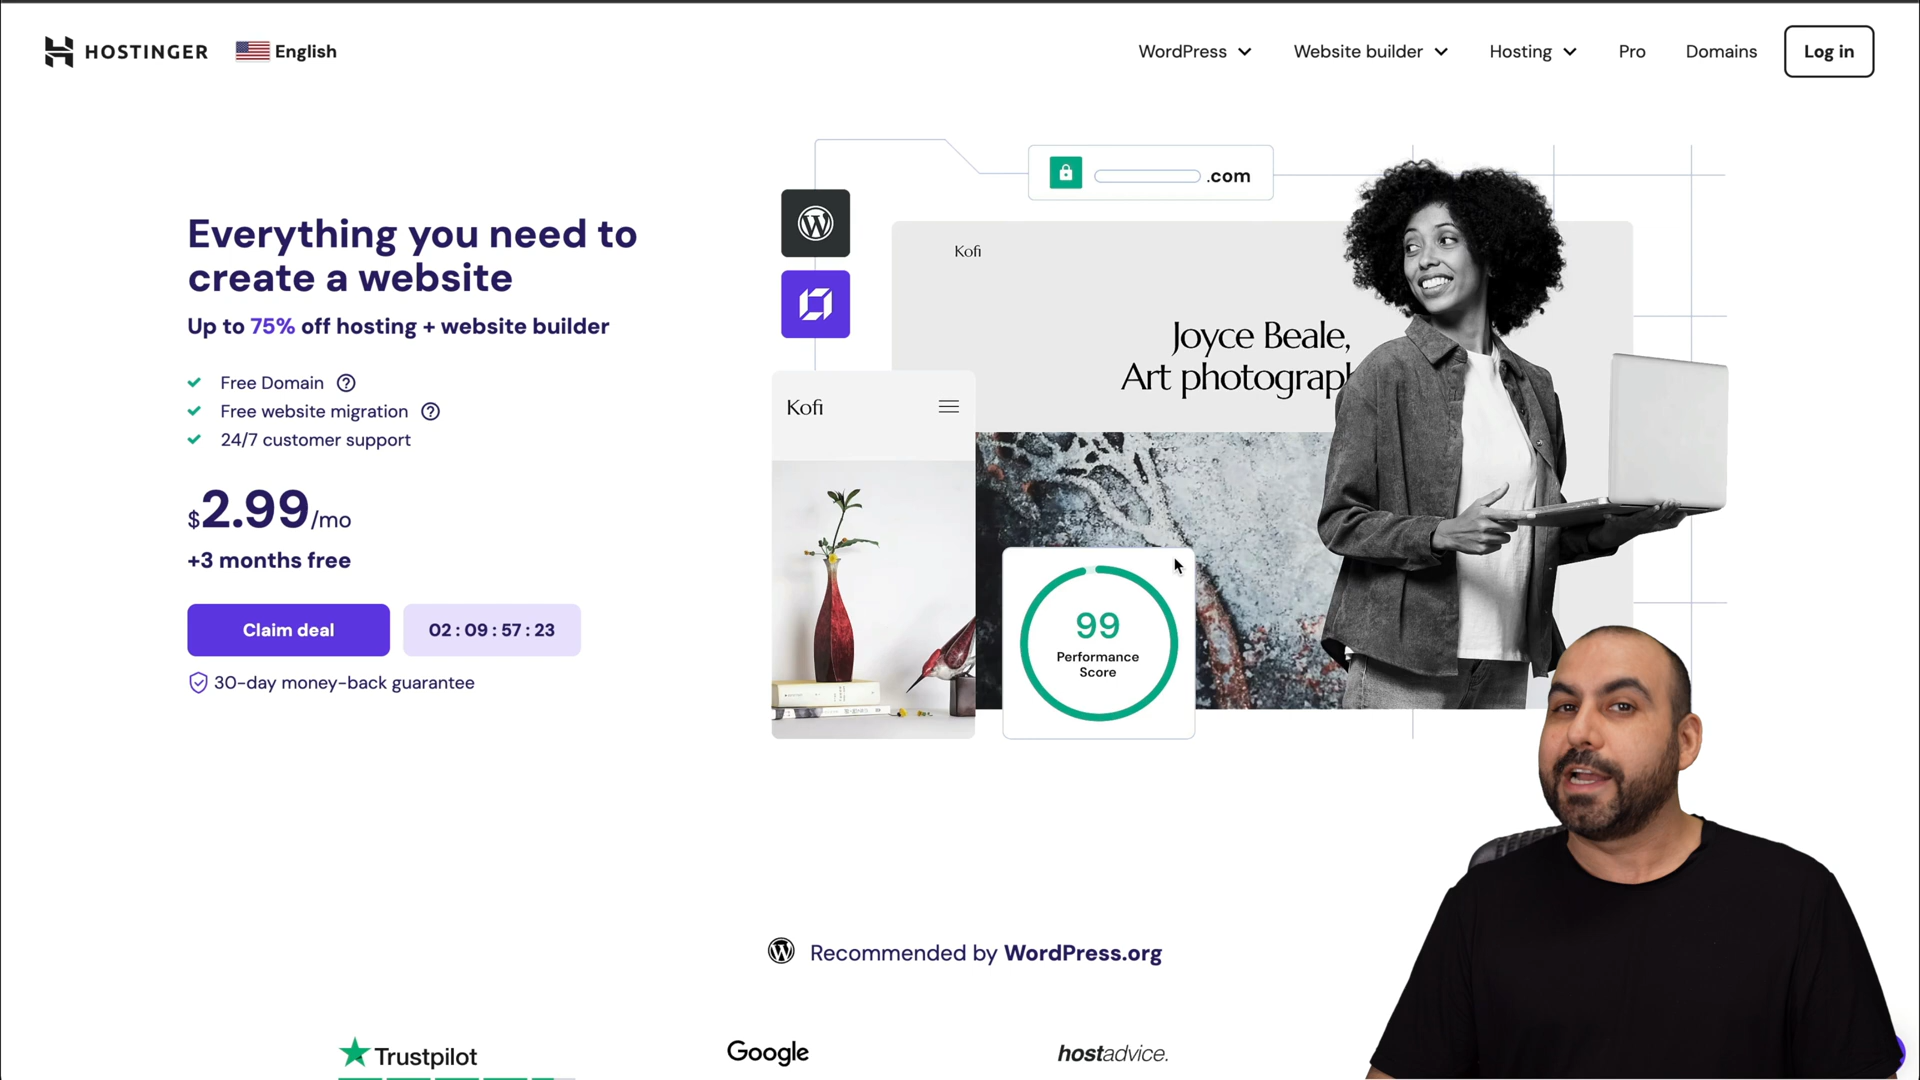 HOSTINGER English WordPress Website builder Hosting Pro Domains Log in
.com
Everything you need to
create a website
Up to 75% off hosting + website builder
Free Domain
Free website migration
24/7 customer support
$2.99/mo
+3 months free
Claim deal 02 : 09 : 57 : 23
30-day money-back guarantee
Kofi
Joyce Beale,
Art photograph
Kofi
99
Performance
Score
Recommended by WordPress.org
Trustpilot Google hostadvice.